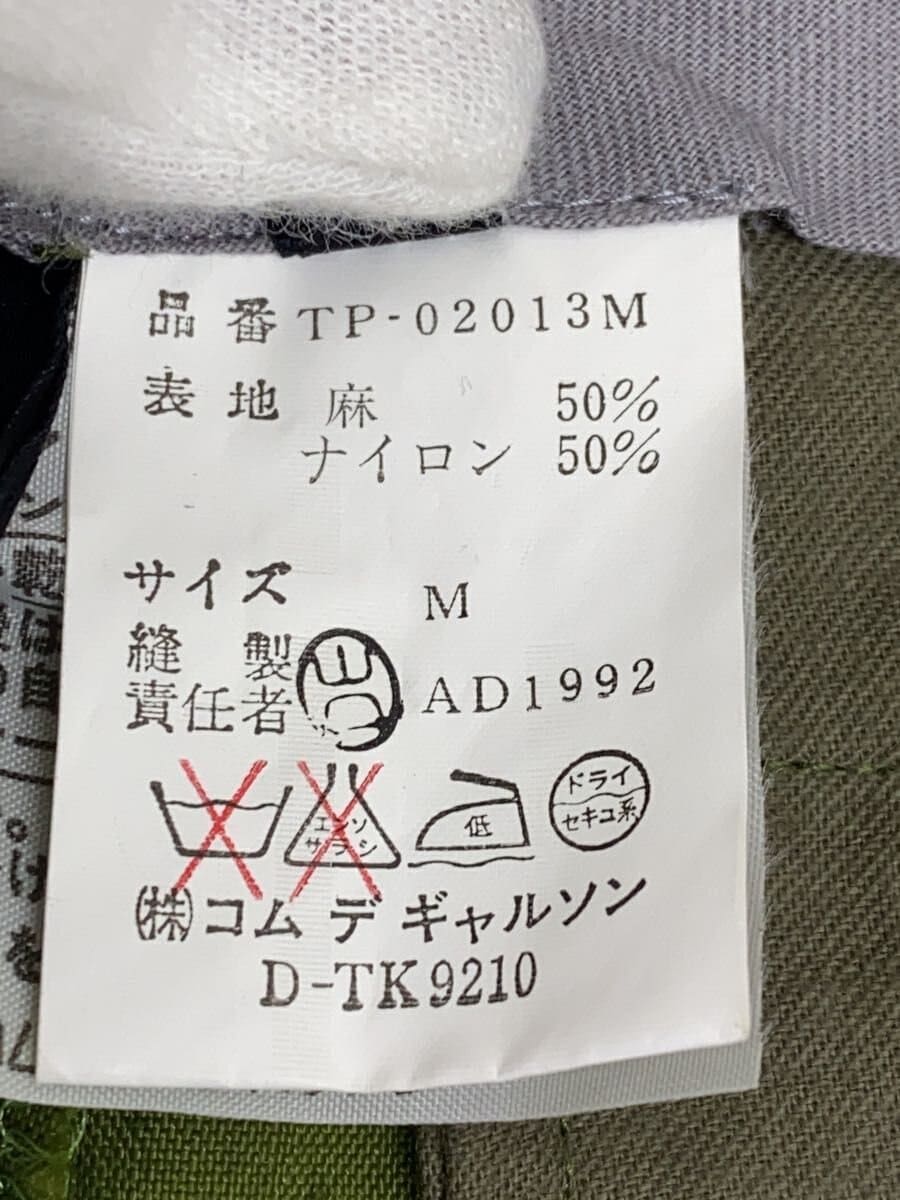 品番 TP-02013M
表地 麻 50%
ナイロン 50%
サイズ M
縫製
責任者 AD1992
エンソ
サラシ
低
ドライ
セキユ系
㈱コム デ ギャルソン
D-TK9210